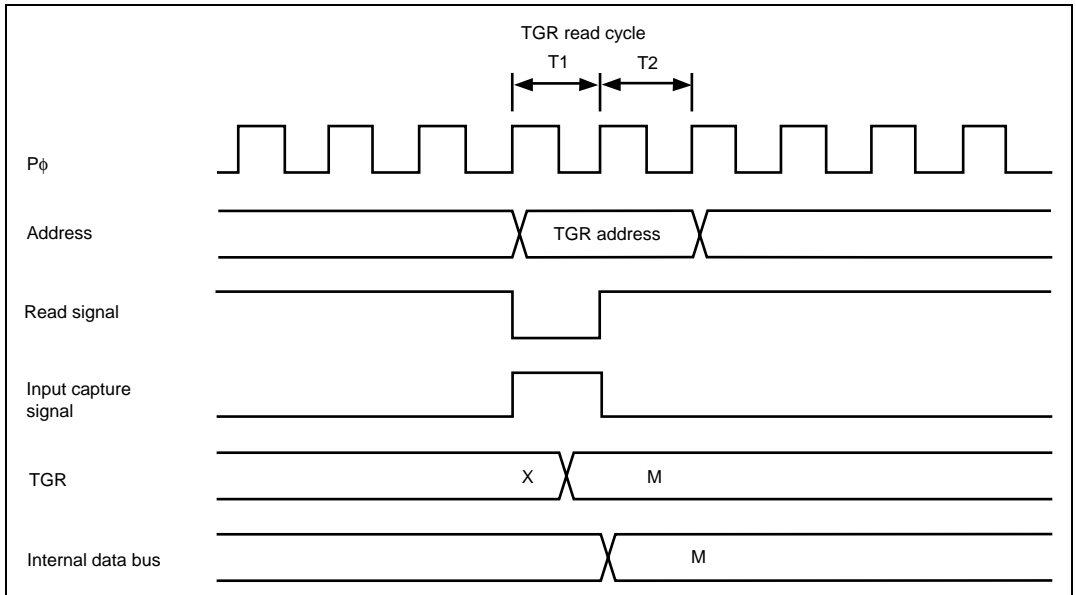 TGR read cycle
T1 T2
Pϕ
Address TGR address
Read signal
Input capture
signal
TGR X M
Internal data bus M